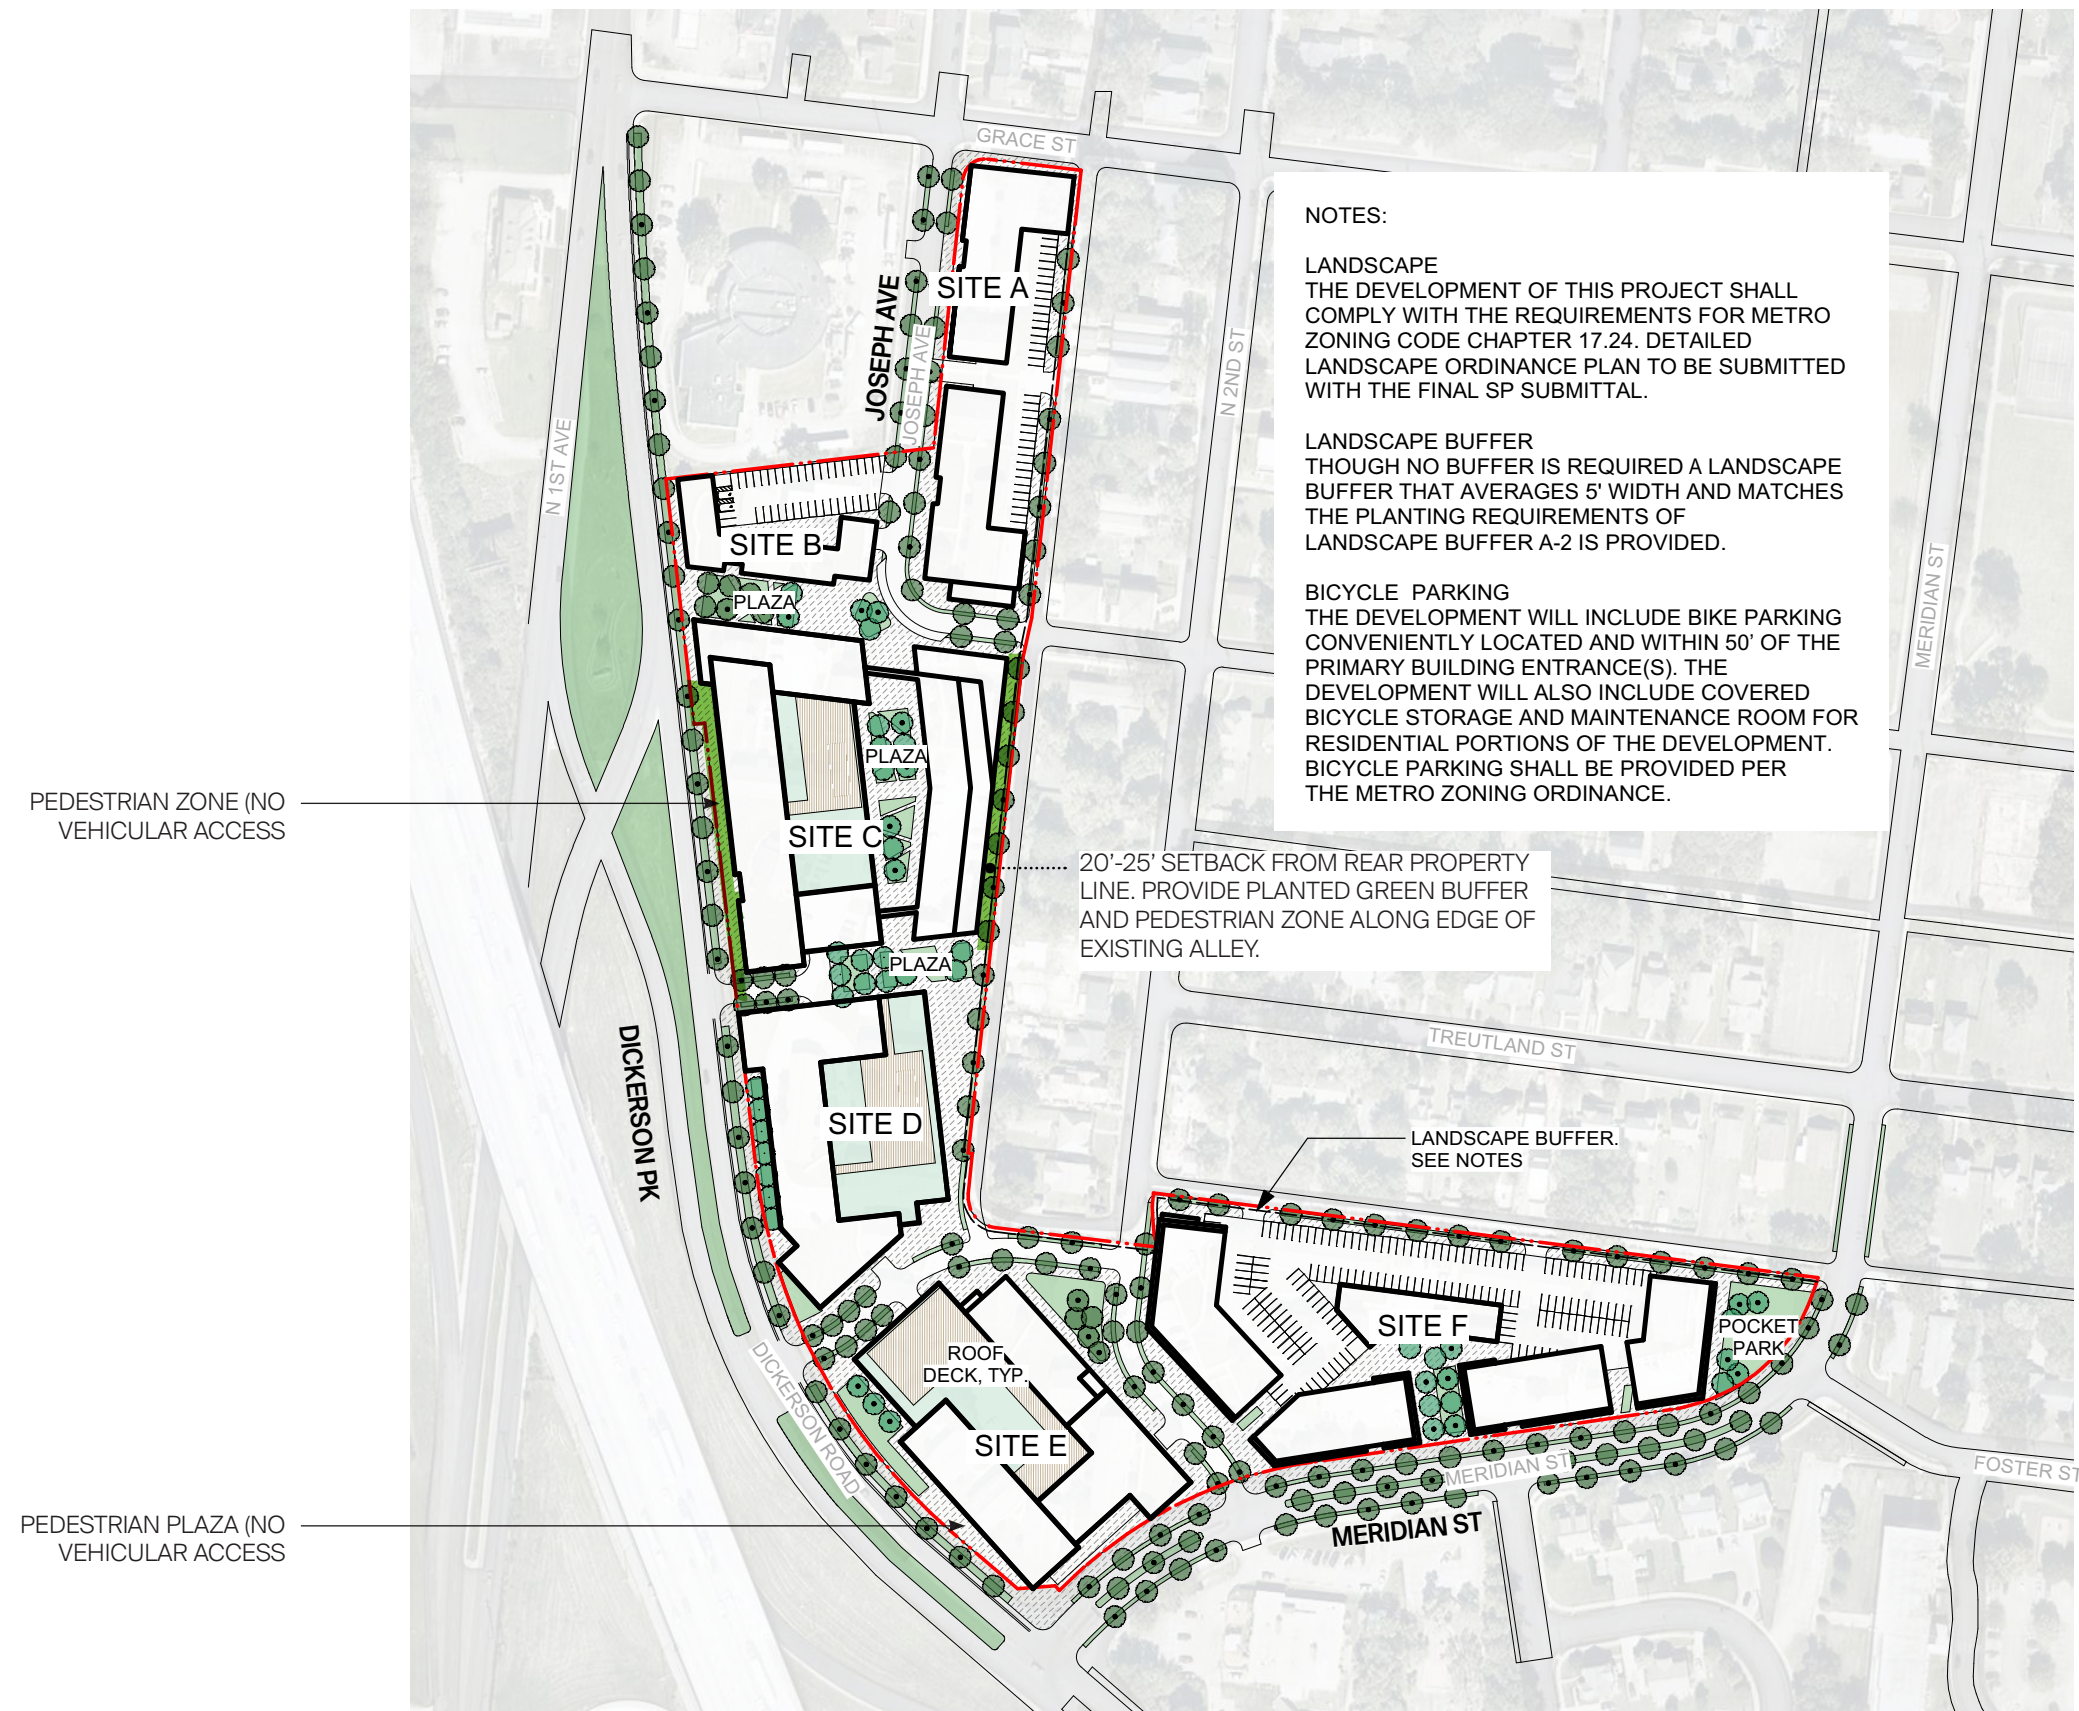 GRACE ST
NOTES:
LANDSCAPE
THE DEVELOPMENT OF THIS PROJECT SHALL
COMPLY WITH THE REQUIREMENTS FOR METRO
ZONING CODE CHAPTER 17.24. DETAILED
LANDSCAPE ORDINANCE PLAN TO BE SUBMITTED
WITH THE FINAL SP SUBMITTAL.
LANDSCAPE BUFFER
THOUGH NO BUFFER IS REQUIRED A LANDSCAPE
BUFFER THAT AVERAGES 5' WIDTH AND MATCHES
THE PLANTING REQUIREMENTS OF
LANDSCAPE BUFFER A-2 IS PROVIDED.
BICYCLE PARKING
THE DEVELOPMENT WILL INCLUDE BIKE PARKING
CONVENIENTLY LOCATED AND WITHIN 50’ OF THE
PRIMARY BUILDING ENTRANCE(S). THE
DEVELOPMENT WILL ALSO INCLUDE COVERED
BICYCLE STORAGE AND MAINTENANCE ROOM FOR
RESIDENTIAL PORTIONS OF THE DEVELOPMENT.
BICYCLE PARKING SHALL BE PROVIDED PER
THE METRO ZONING ORDINANCE.
SITE A
JOSEPH AVE
JOSEPH AVE
N 2ND ST
N 1ST AVE
SITE B
PLAZA
MERIDIAN ST
PLAZA
PEDESTRIAN ZONE (NO
VEHICULAR ACCESS
SITE C
20’-25’ SETBACK FROM REAR PROPERTY
LINE. PROVIDE PLANTED GREEN BUFFER
AND PEDESTRIAN ZONE ALONG EDGE OF
EXISTING ALLEY.
PLAZA
TREUTLAND ST
DICKERSON PK
SITE D
LANDSCAPE BUFFER.
SEE NOTES
SITE F
POCKET
PARK
ROOF
DECK, TYP.
DICKERSON ROAD
SITE E
MERIDIAN ST
FOSTER ST
PEDESTRIAN PLAZA (NO
VEHICULAR ACCESS
MERIDIAN ST